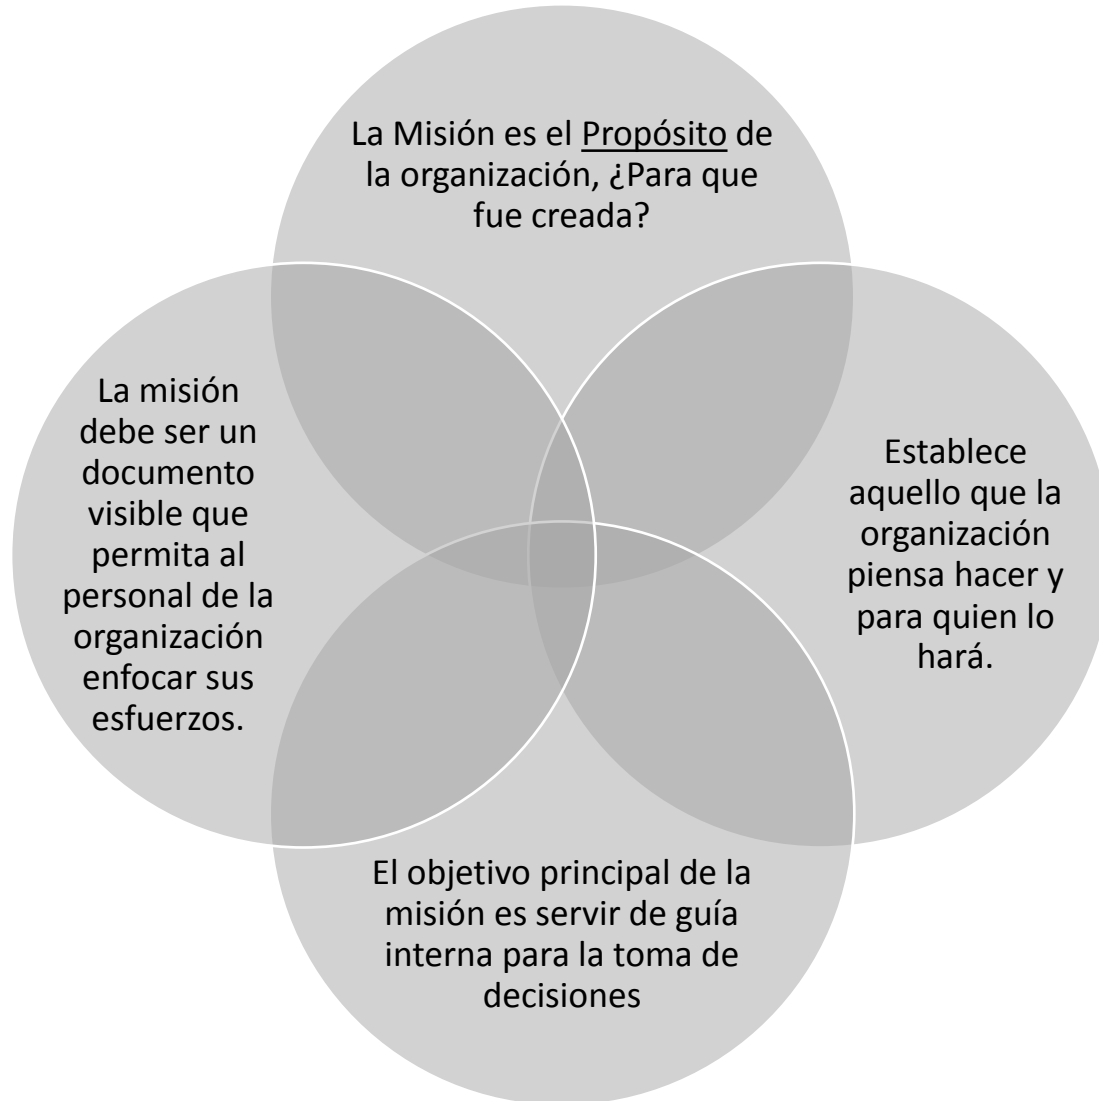 La Misión es el Propósito de
la organización, ¿Para que
fue creada?
La misión
debe ser un
documento
visible que
permita al
personal de la
organización
enfocar sus
esfuerzos.
Establece
aquello que la
organización
piensa hacer y
para quien lo
hará.
El objetivo principal de la
misión es servir de guía
interna para la toma de
decisiones